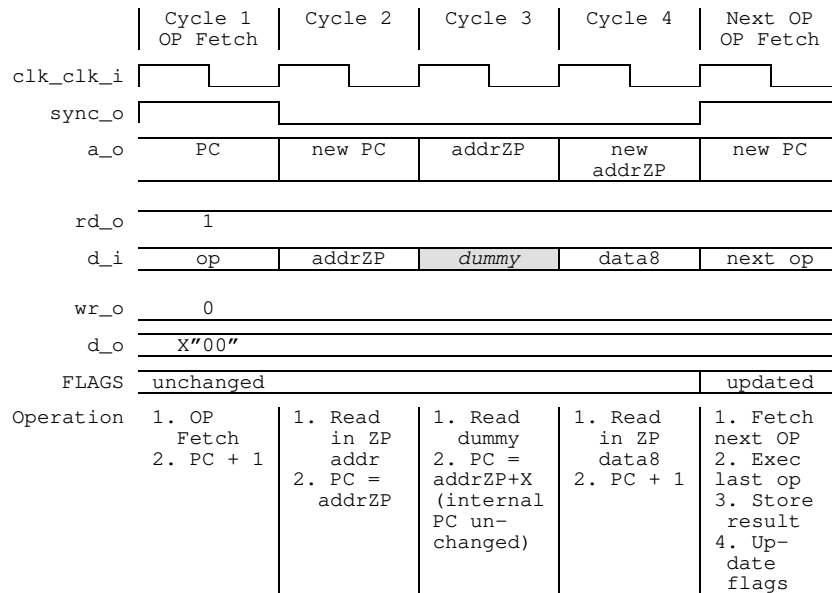 Cycle 1 Cycle 2 Cycle 3 Cycle 4 Next OP
OP Fetch OP Fetch
clk_clk_i
sync_o
a_o PC new PC addrZP new new PC
addrZP
rd_o 1
d_i op addrZP dummy data8 next op
wr_o 0
d_o X"00"
FLAGS unchanged updated
Operation 1. OP 1. Read 1. Read 1. Read 1. Fetch
Fetch in ZP dummy in ZP next OP
2. PC + 1 addr 2. PC = data8 2. Exec
2. PC = addrZP+X 2. PC + 1 last op
addrZP (internal 3. Store
PC un- result
changed) 4. Up-
date
flags